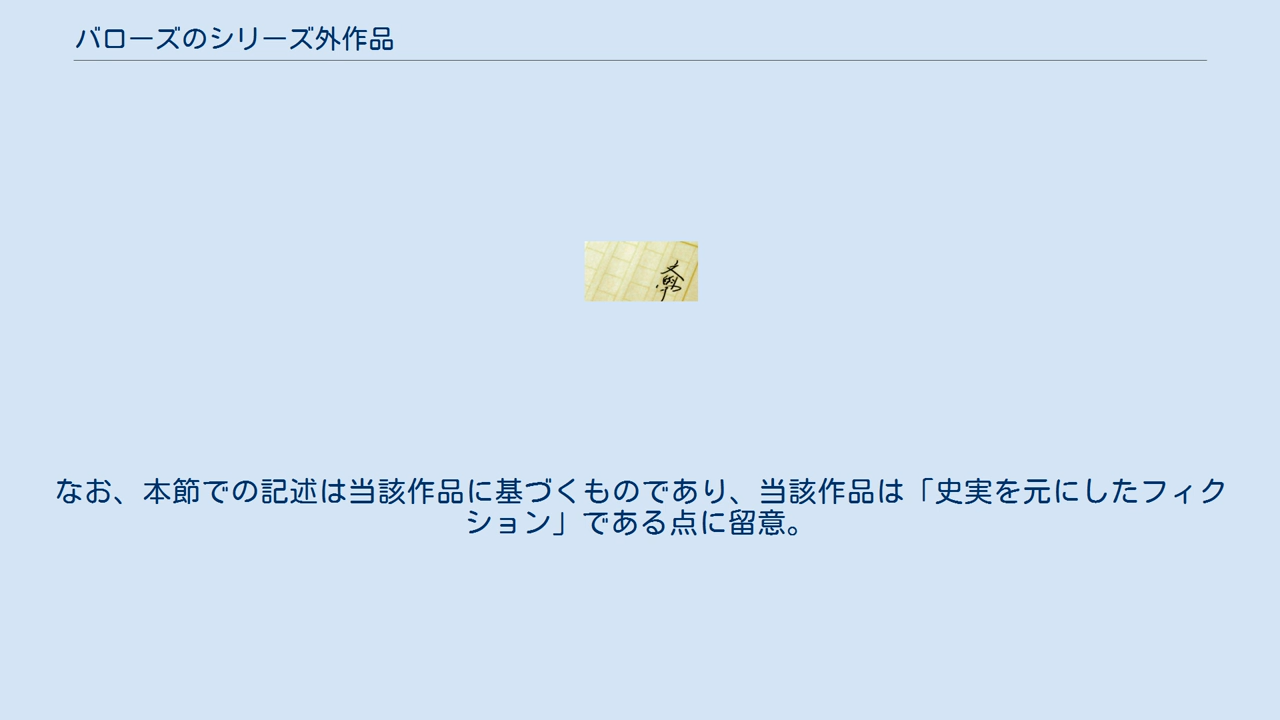 バローズのシリーズ外作品
なお、本節での記述は当該作品に基づくものであり、当該作品は「史実を元にしたフィク
ション」である点に留意。